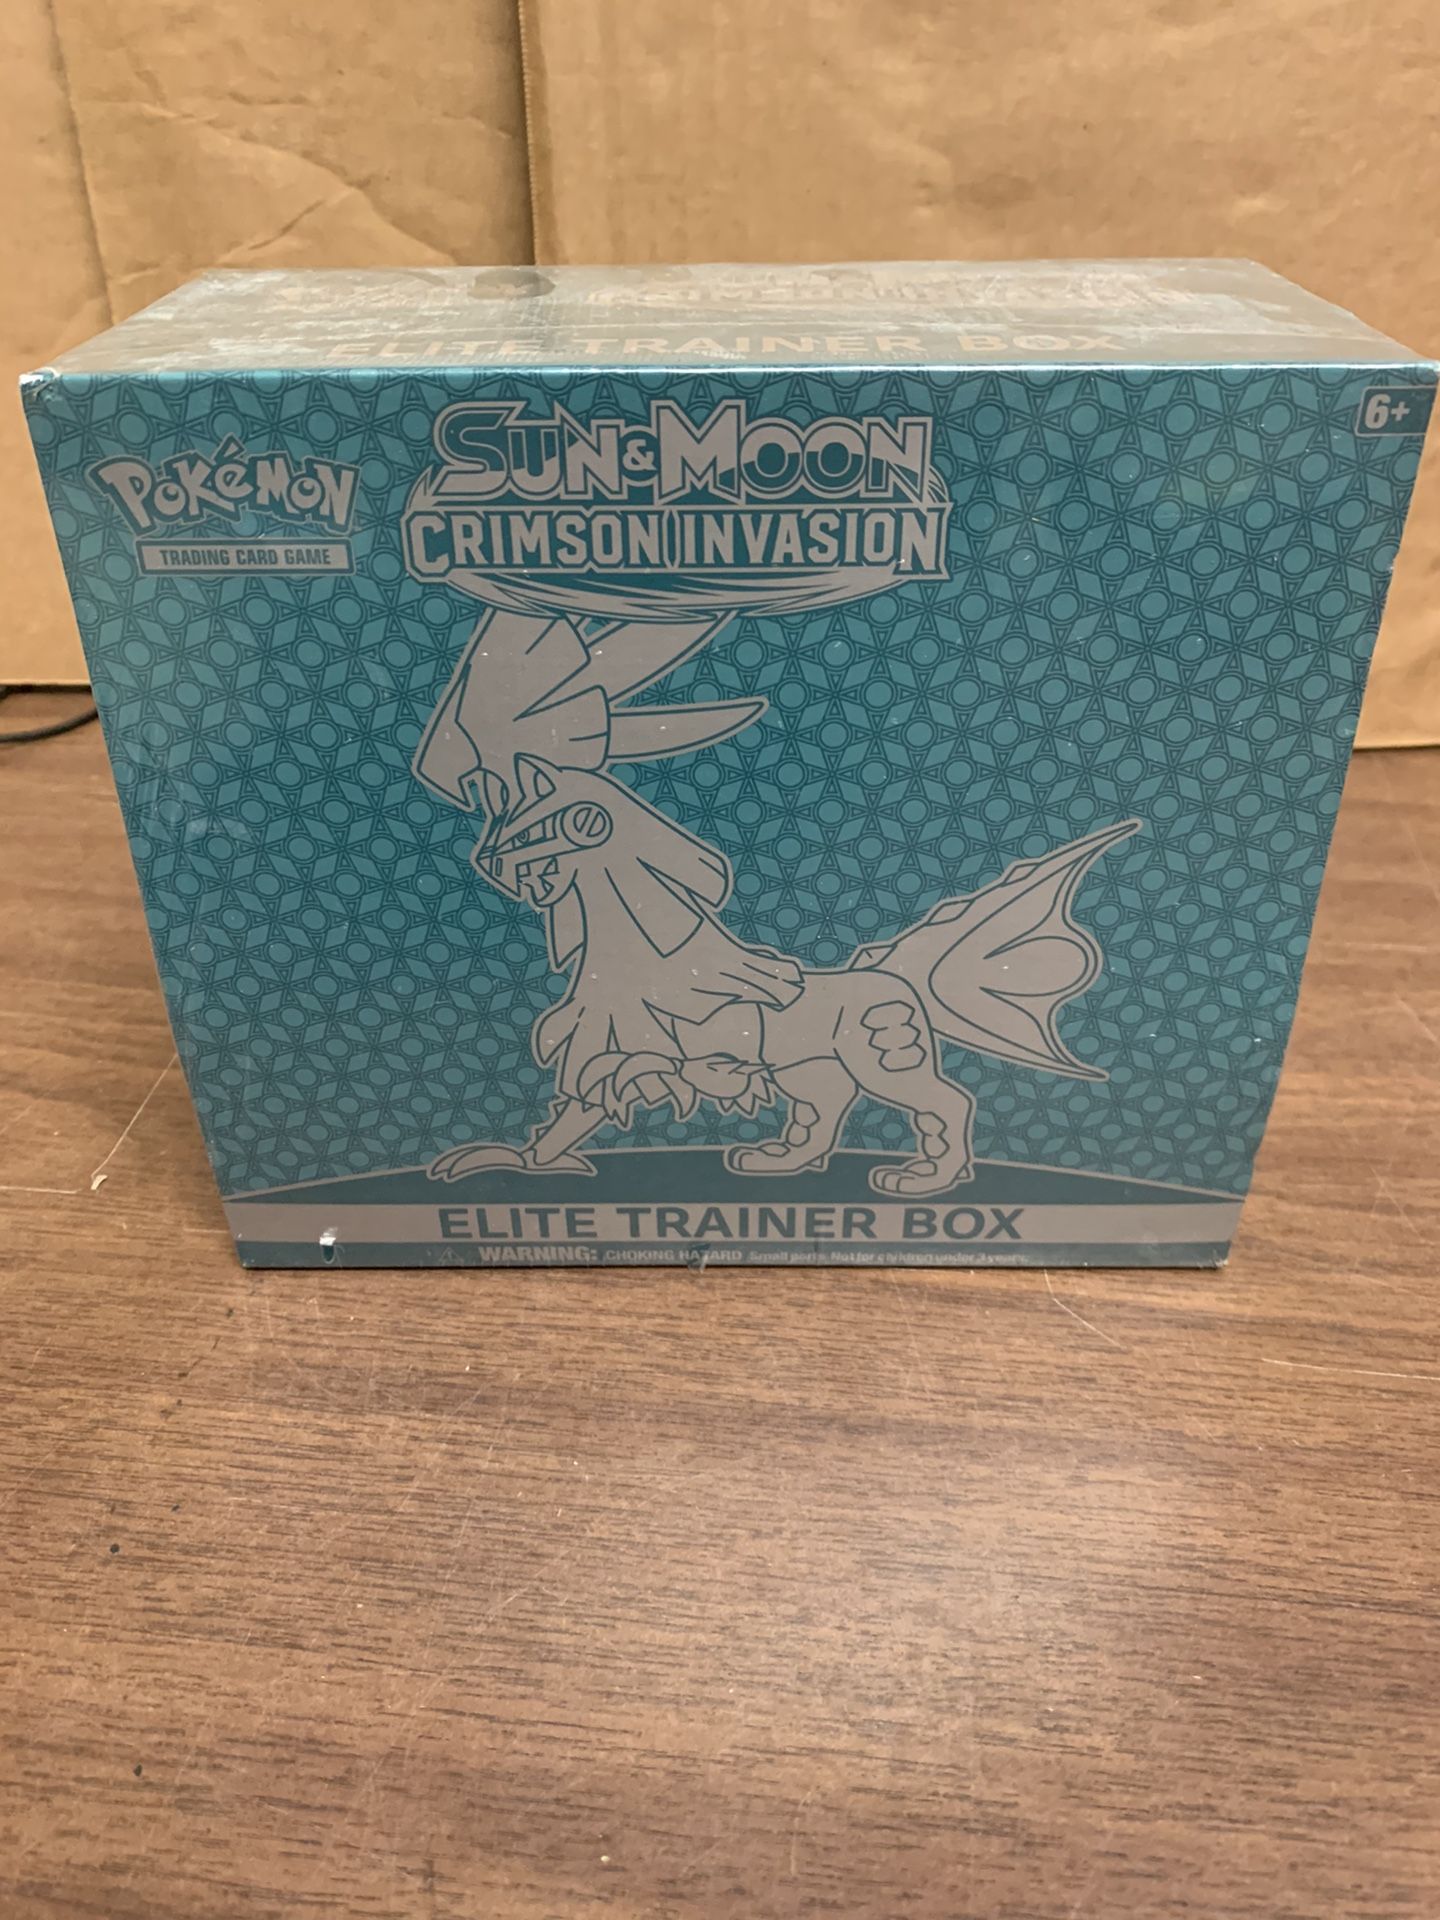 ELITE TRAINER BOX
6+
POKéMON
TRADING CARD GAME
SUN & MOON
CRIMSON INVASION
ELITE TRAINER BOX
WARNING: CHOKING HAZARD Small parts. Not for children under 3 years.